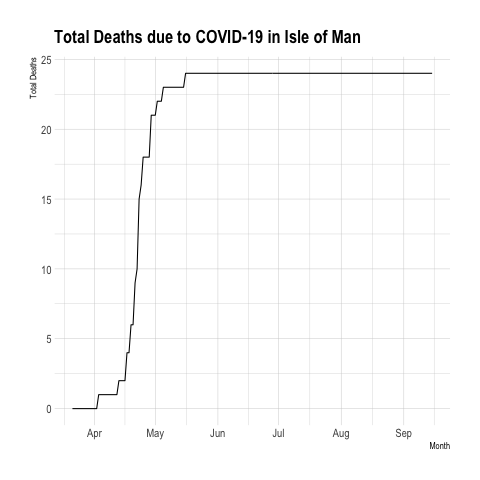 Total Deaths due to COVID-19 in Isle of Man
Total Deaths
25
20
15
10
5
0
Apr May Jun Jul Aug Sep
Month